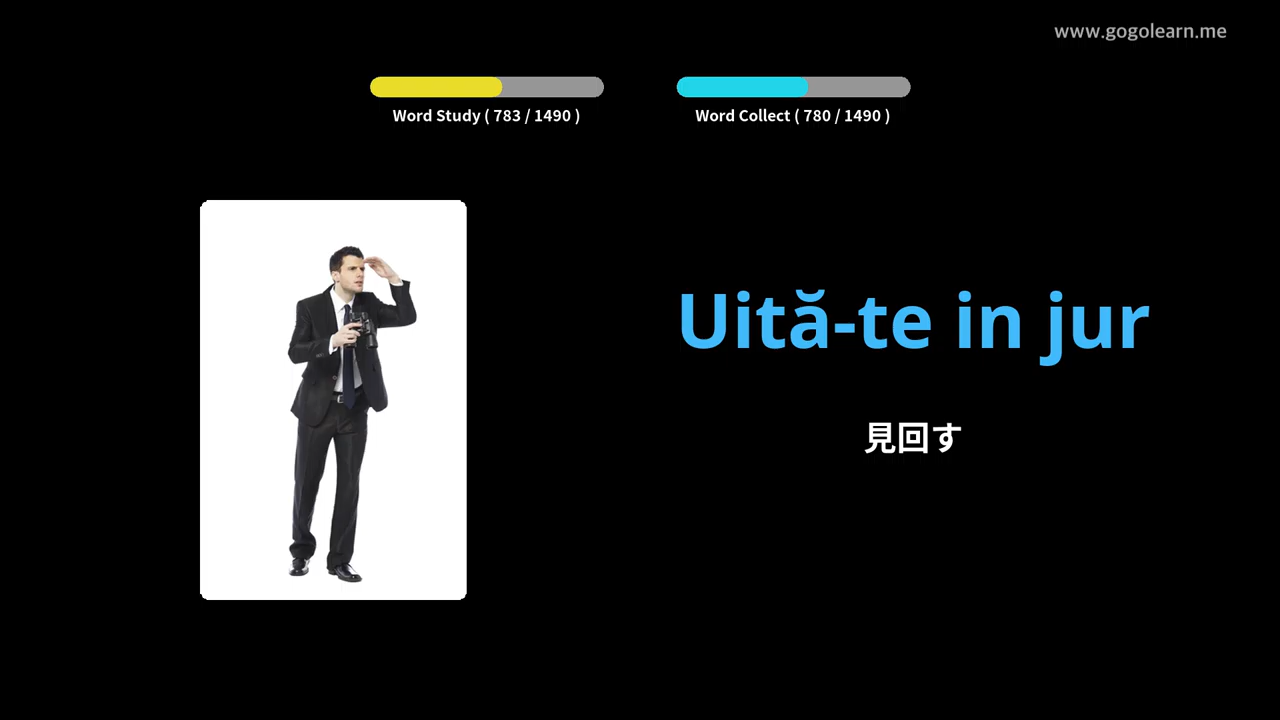 www.gogolearn.me
Word Study ( 783 / 1490 )
Word Collect ( 780 / 1490 )
Uită-te in jur
見回す